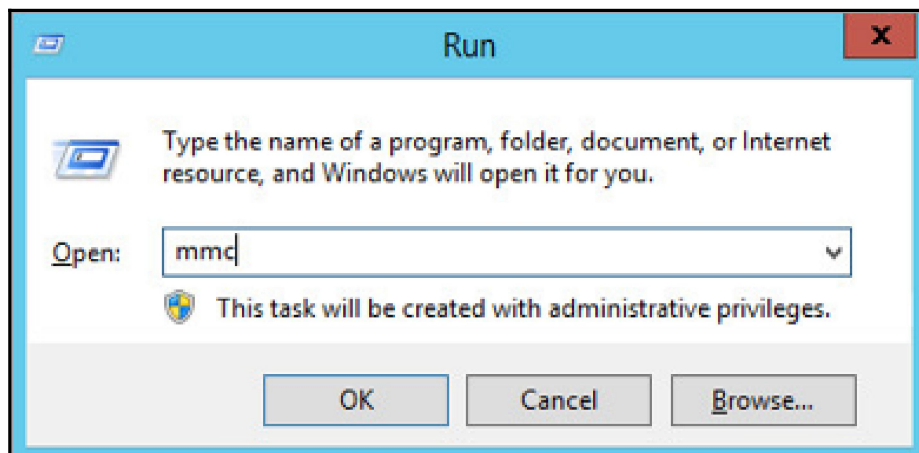 Run
x
Type the name of a program, folder, document, or Internet
resource, and Windows will open it for you.
Open: mmc
This task will be created with administrative privileges.
OK Cancel Browse...